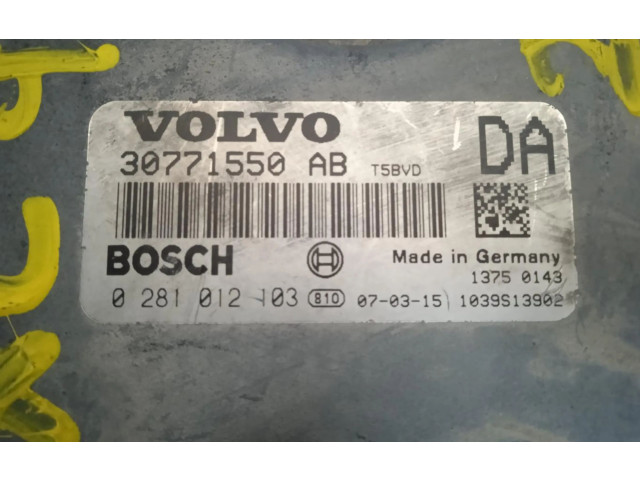 VOLVO
30771550 AB T5BVD
DA
BOSCH
Made in Germany
1375 0143
0 281 012 103 810 07-03-15 1039S13902